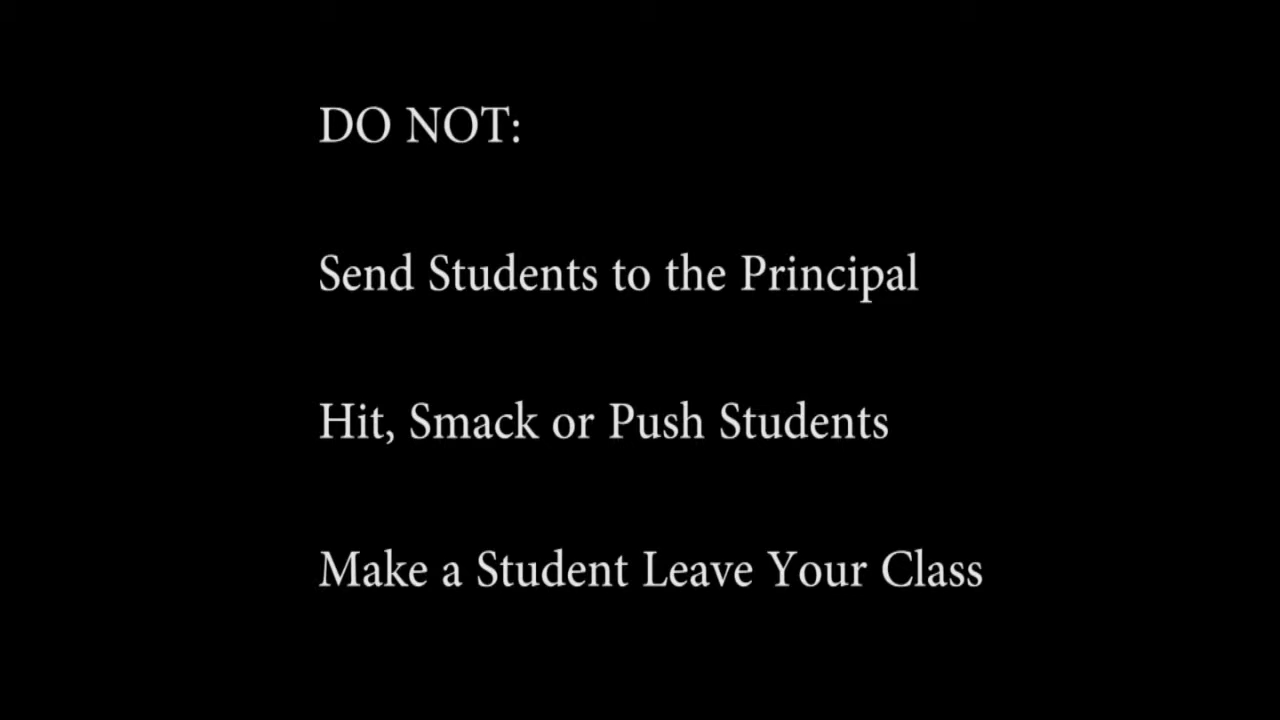 DO NOT:
Send Students to the Principal
Hit, Smack or Push Students
Make a Student Leave Your Class